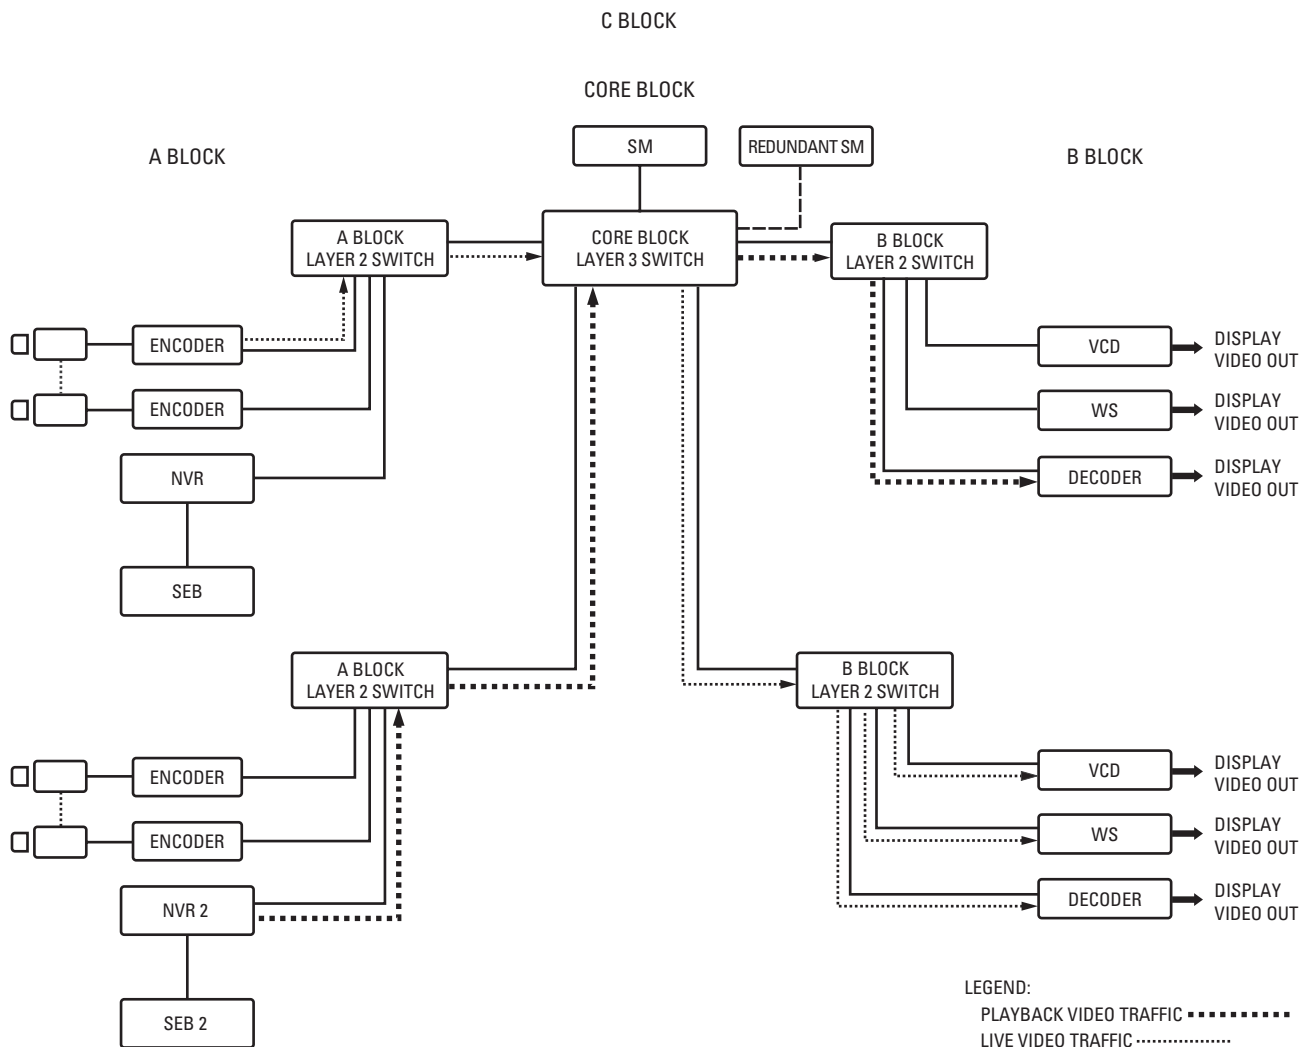 C BLOCK
CORE BLOCK
A BLOCK
SM
REDUNDANT SM
B BLOCK
A BLOCK
LAYER 2 SWITCH
CORE BLOCK
LAYER 3 SWITCH
B BLOCK
LAYER 2 SWITCH
ENCODER
ENCODER
NVR
SEB
VCD
DISPLAY
VIDEO OUT
WS
DISPLAY
VIDEO OUT
DECODER
DISPLAY
VIDEO OUT
A BLOCK
LAYER 2 SWITCH
B BLOCK
LAYER 2 SWITCH
ENCODER
ENCODER
NVR 2
SEB 2
VCD
DISPLAY
VIDEO OUT
WS
DISPLAY
VIDEO OUT
DECODER
DISPLAY
VIDEO OUT
LEGEND:
PLAYBACK VIDEO TRAFFIC
LIVE VIDEO TRAFFIC